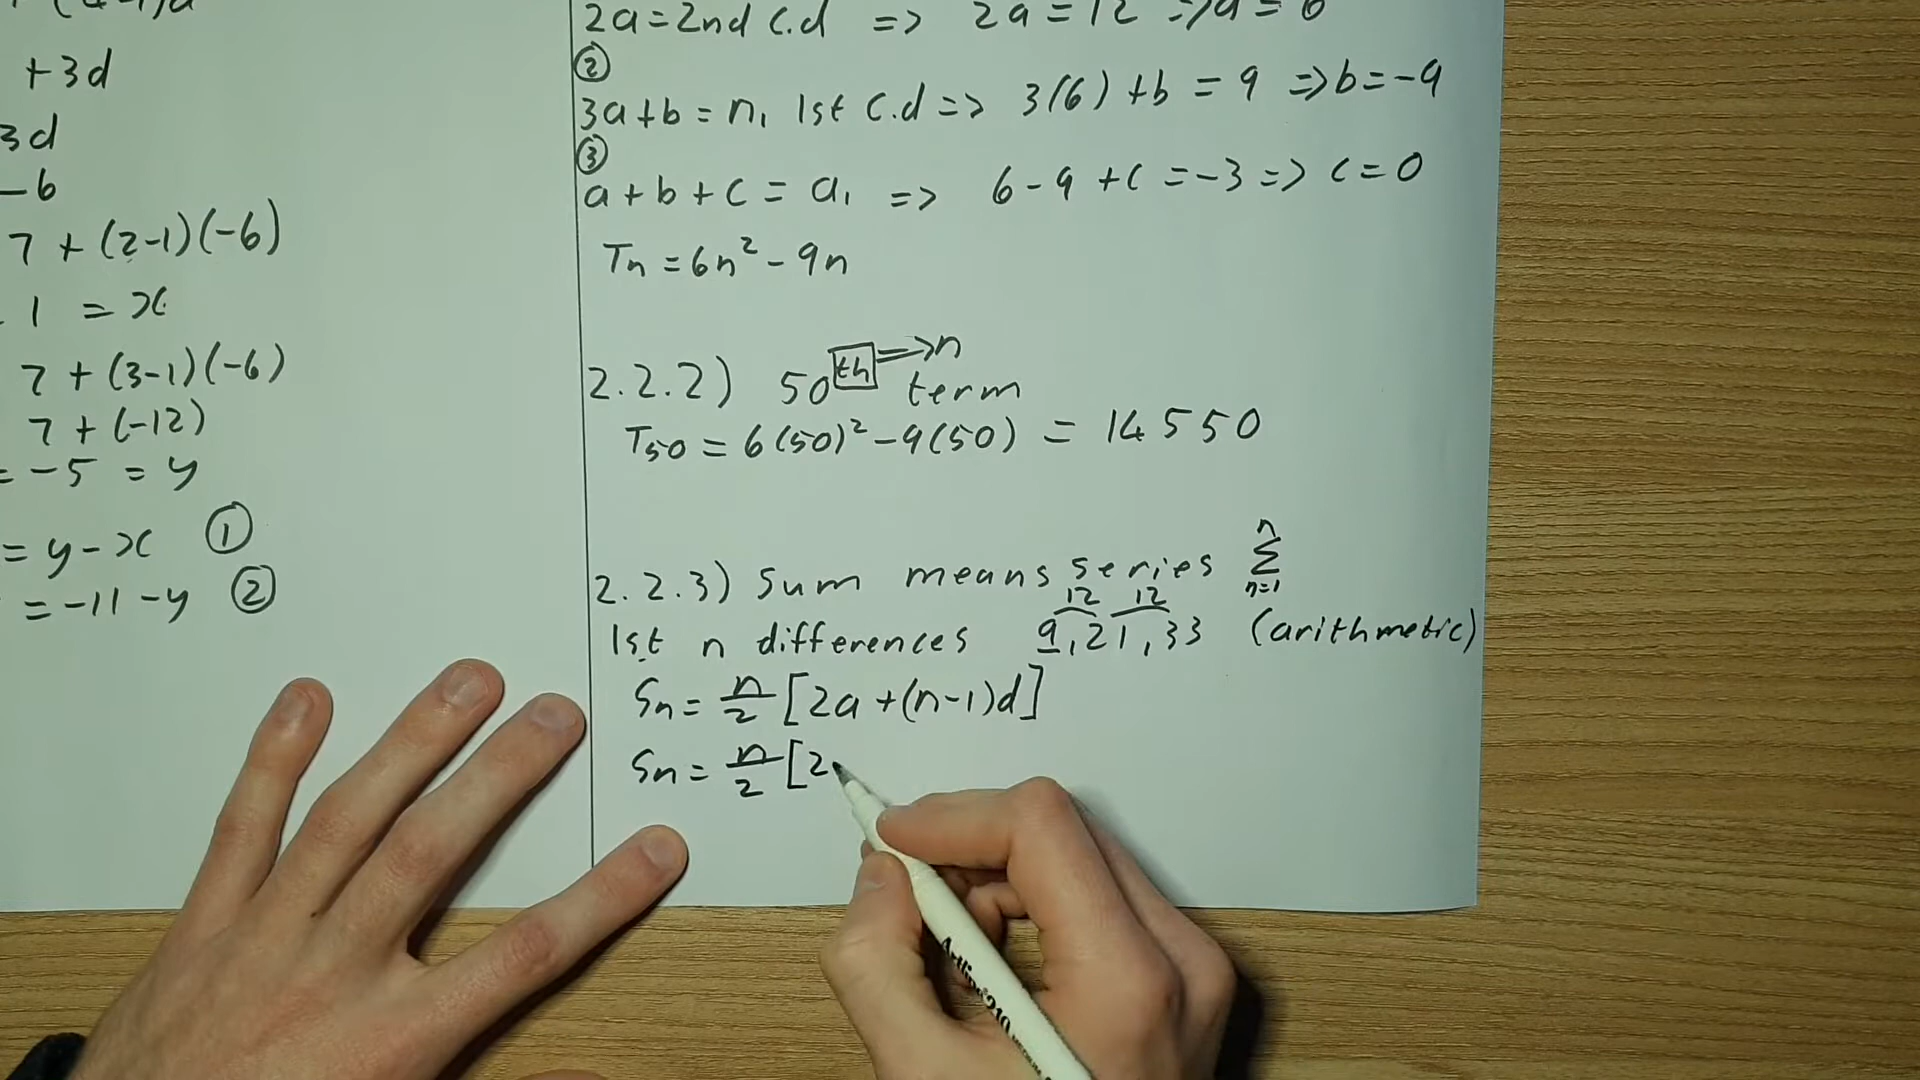 +3d
3d
-6
7 + (2-1)(-6)
1 = x
7 + (3-1)(-6)
7 + (-12)
= -5 = y
= y - x ①
= -11 - y ②
2a = 2nd c.d => 2a = 12 => a = 6
②
3a + b = n, 1st c.d => 3(6) + b = 9 => b = -9
③
a + b + c = a, => 6 - 9 + c = -3 => c = 0
Tn = 6n² - 9n
2.2.2) 50th => n term
T50 = 6(50)² - 9(50) = 14 550
2.2.3) Sum means series n Σ n=1
12 12
1st n differences 9, 21, 33 (arithmetic)
Sn = n/2 [2a + (n-1)d]
Sn = n/2 [2
Artline 210